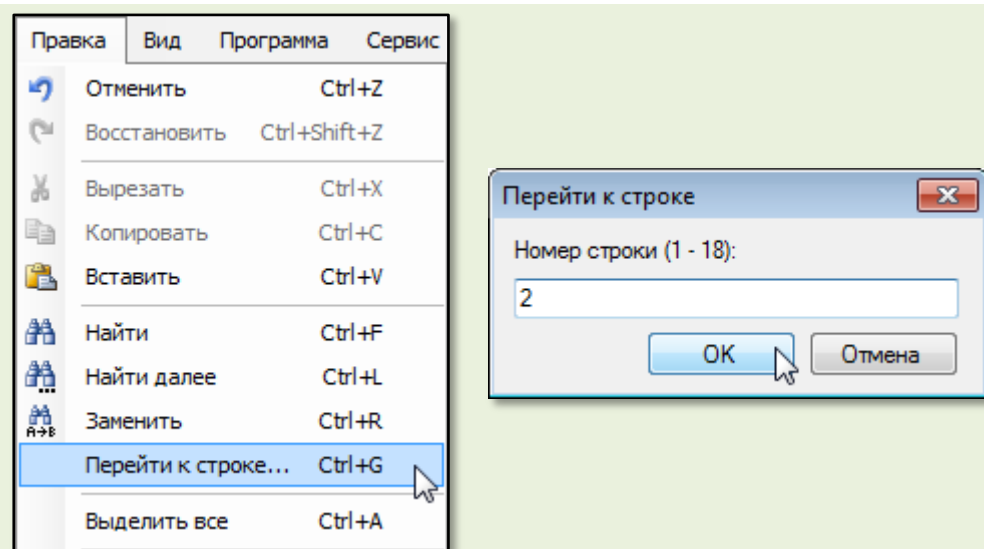 Правка Вид Программа Сервис
Отменить Ctrl+Z
Восстановить Ctrl+Shift+Z
Вырезать Ctrl+X
Копировать Ctrl+C
Вставить Ctrl+V
Найти Ctrl+F
Найти далее Ctrl+L
A→B
Заменить Ctrl+R
Перейти к строке... Ctrl+G
Выделить все Ctrl+A
Перейти к строке
Номер строки (1 - 18):
2
OK Отмена